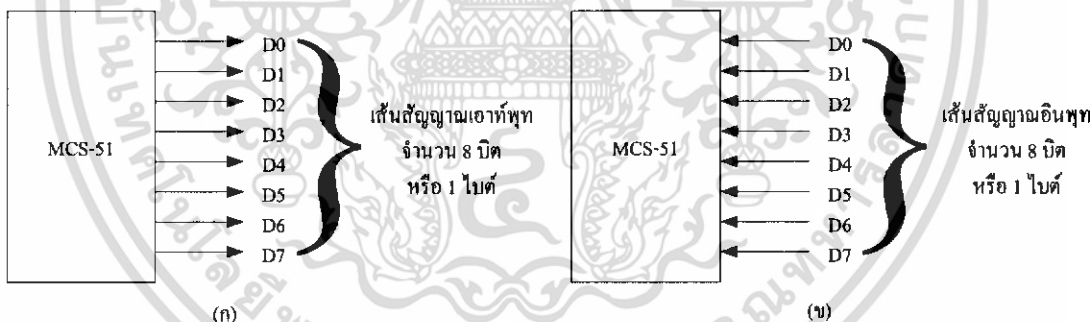 MCS-51
D0
D1
D2
D3
D4
D5
D6
D7
เส้นสัญญาณเอาท์พุท
จำนวน 8 บิต
หรือ 1 ไบต์
(ก)
MCS-51
D0
D1
D2
D3
D4
D5
D6
D7
เส้นสัญญาณอินพุท
จำนวน 8 บิต
หรือ 1 ไบต์
(ข)